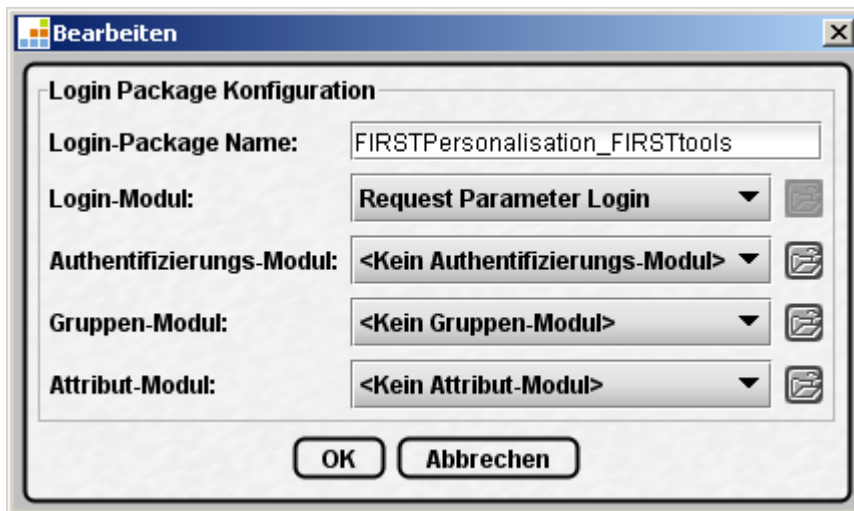 Bearbeiten
Login Package Konfiguration
Login-Package Name: FIRSTPersonalisation_FIRSTtools
Login-Modul: Request Parameter Login
Authentifizierungs-Modul: <Kein Authentifizierungs-Modul>
Gruppen-Modul: <Kein Gruppen-Modul>
Attribut-Modul: <Kein Attribut-Modul>
OK Abbrechen